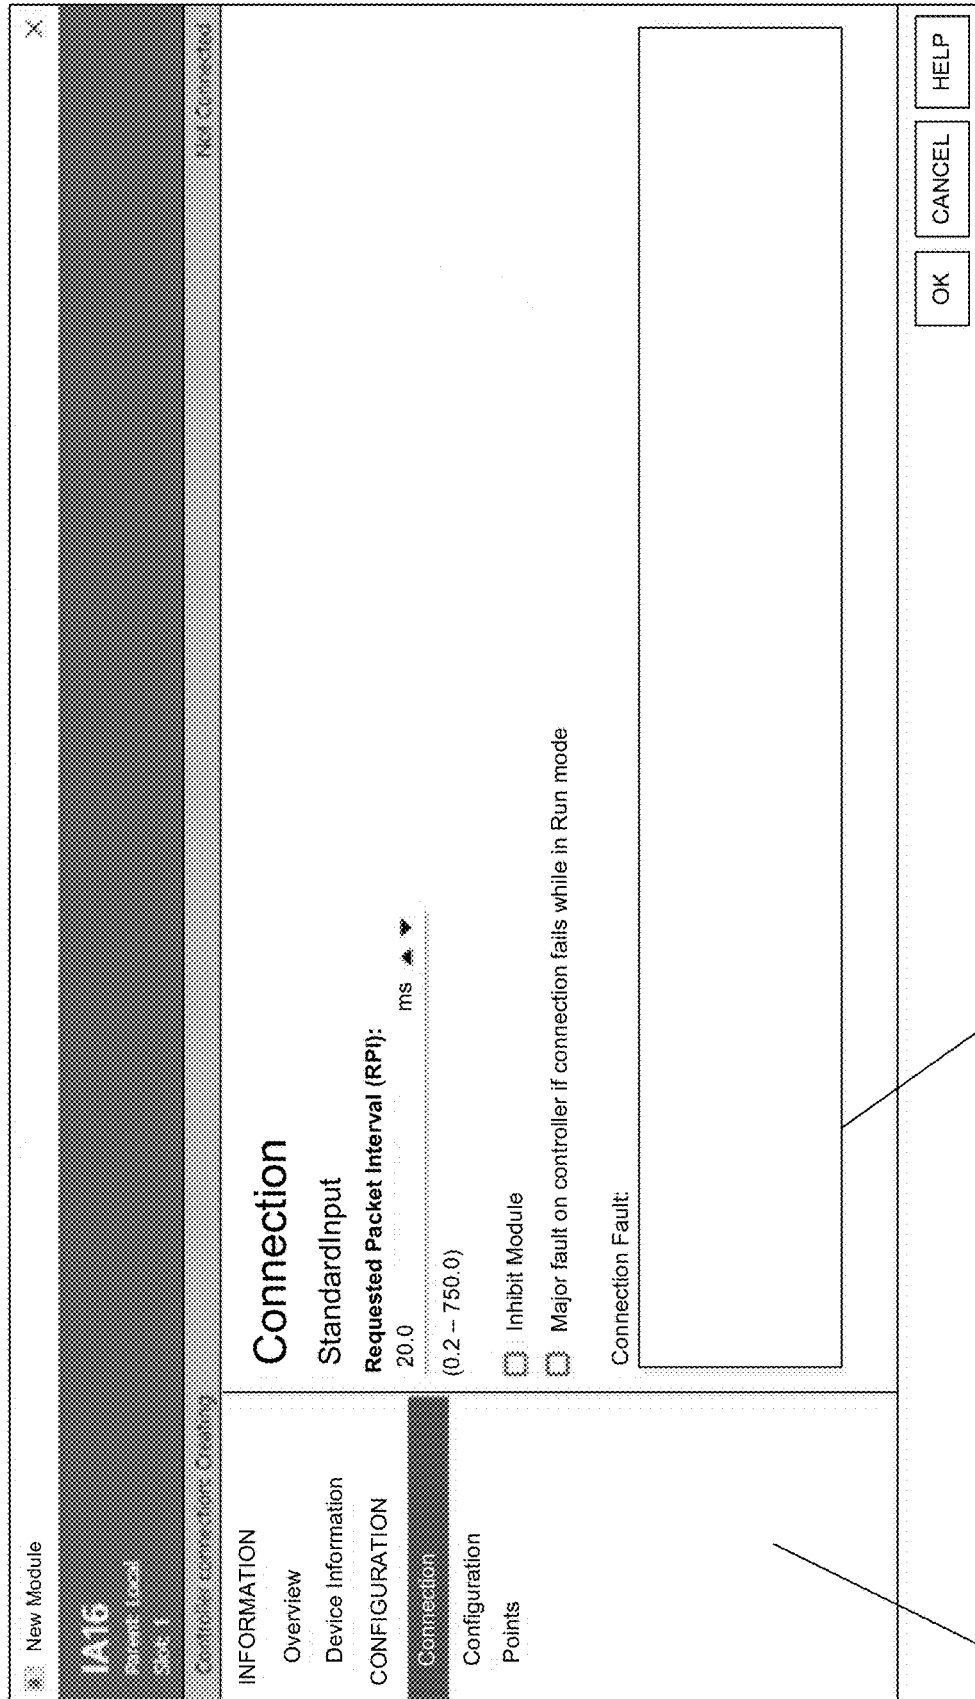 New Module
IA16
Parent: Local
Slot: 1
Configuring Connections: Creating
Not Connected
INFORMATION
Overview
Device Information
CONFIGURATION
Connection
Configuration
Points
Connection
StandardInput
Requested Packet Interval (RPI):
20.0 ms
(0.2 – 750.0)
Inhibit Module
Major fault on controller if connection fails while in Run mode
Connection Fault:
OK CANCEL HELP